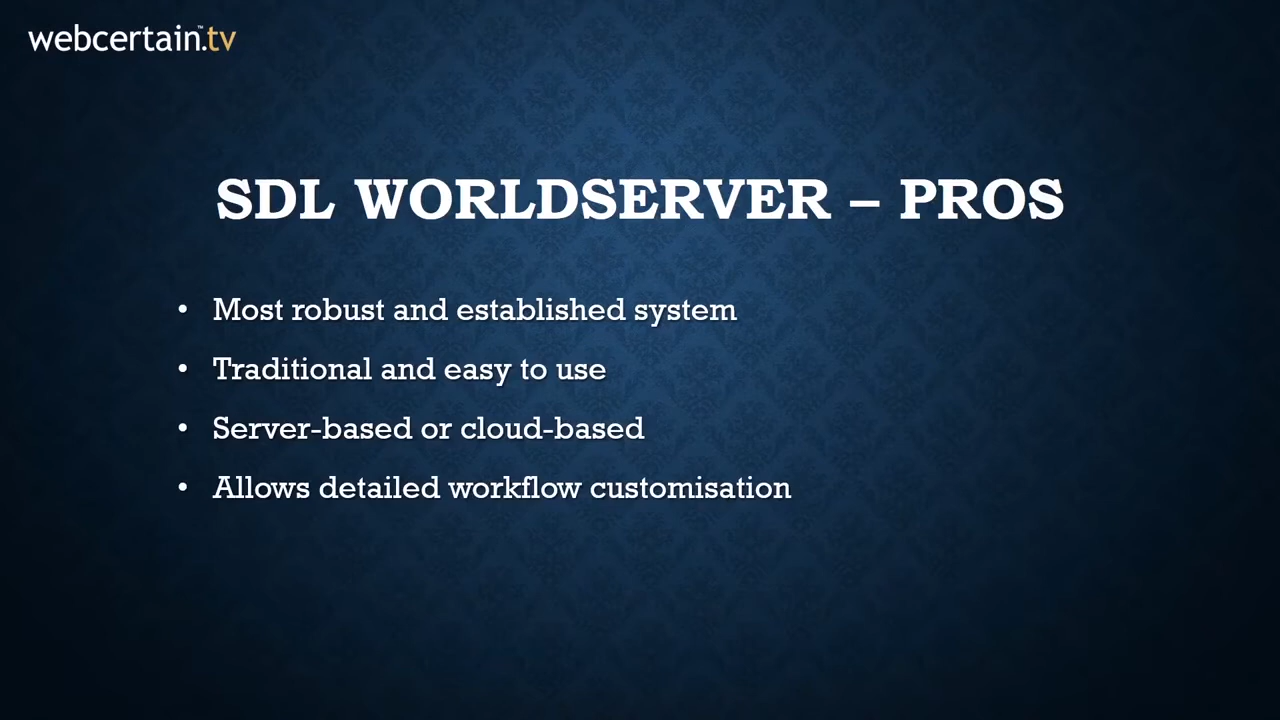 webcertain.tv™
SDL WORLDSERVER – PROS
• Most robust and established system
• Traditional and easy to use
• Server-based or cloud-based
• Allows detailed workflow customisation